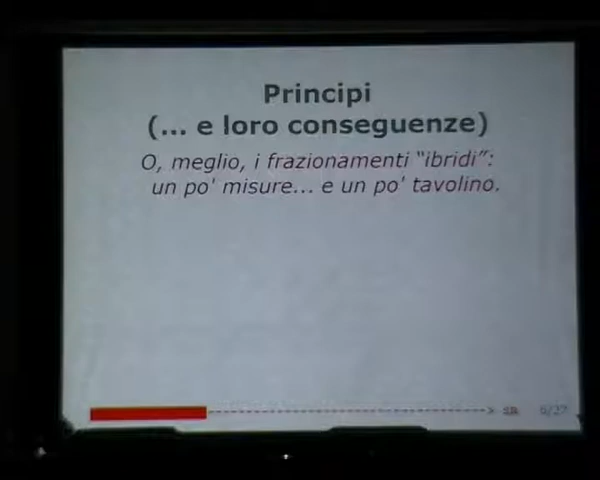 Principi
(... e loro conseguenze)
O, meglio, i frazionamenti "ibridi":
un po' misure... e un po' tavolino.